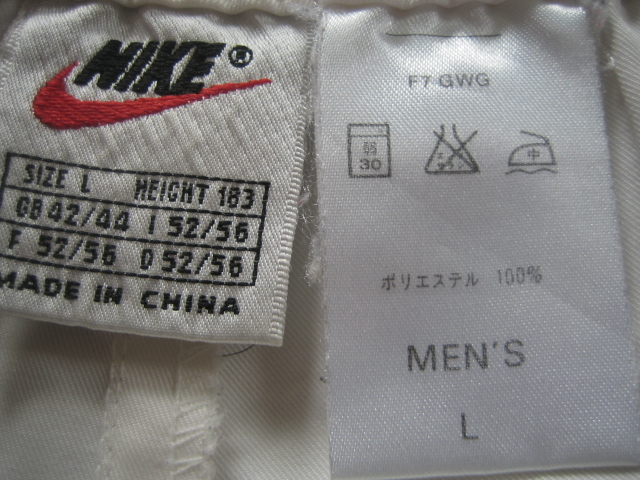 NIKE®
SIZE L HEIGHT 183
GB 42/44 I 52/56
F 52/56 D 52/56
MADE IN CHINA
F7 GWG
弱
30
中
ポリエステル 100%
MEN'S
L